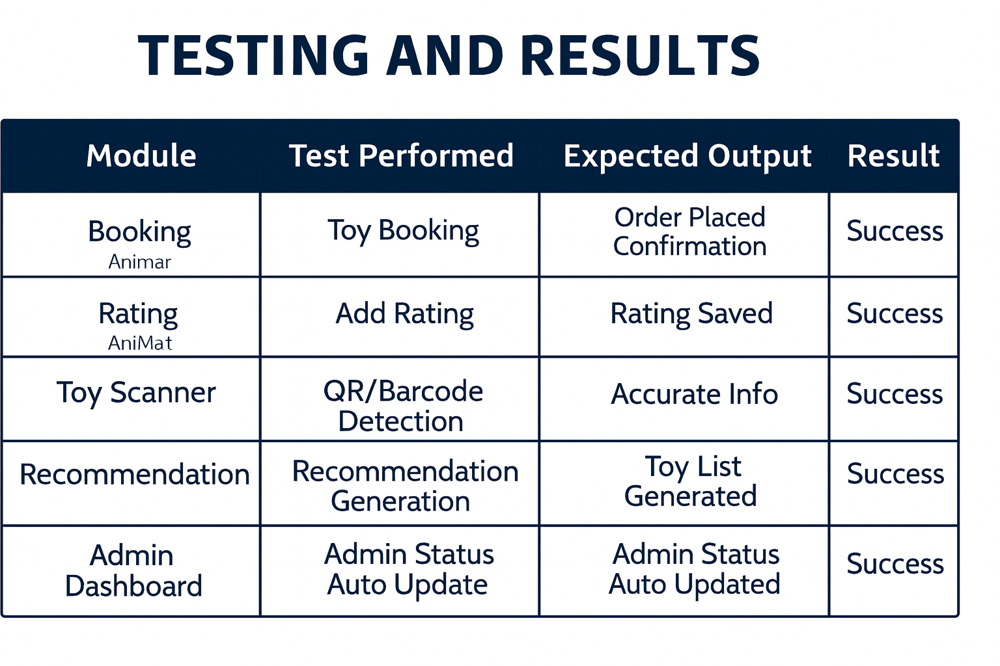 TESTING AND RESULTS
Module Test Performed Expected Output Result
Booking
Animar
Toy Booking
Order Placed
Confirmation
Success
Rating
AniMat
Add Rating
Rating Saved
Success
Toy Scanner
QR/Barcode
Detection
Accurate Info
Success
Recommendation
Recommendation
Generation
Toy List
Generated
Success
Admin
Dashboard
Admin Status
Auto Update
Admin Status
Auto Updated
Success